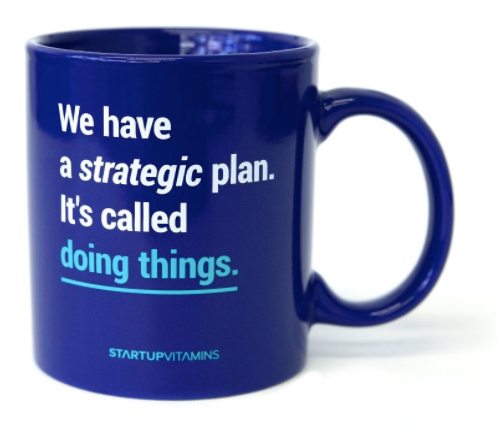 We have
a strategic plan.
It's called
doing things.
STARTUPVITAMINS